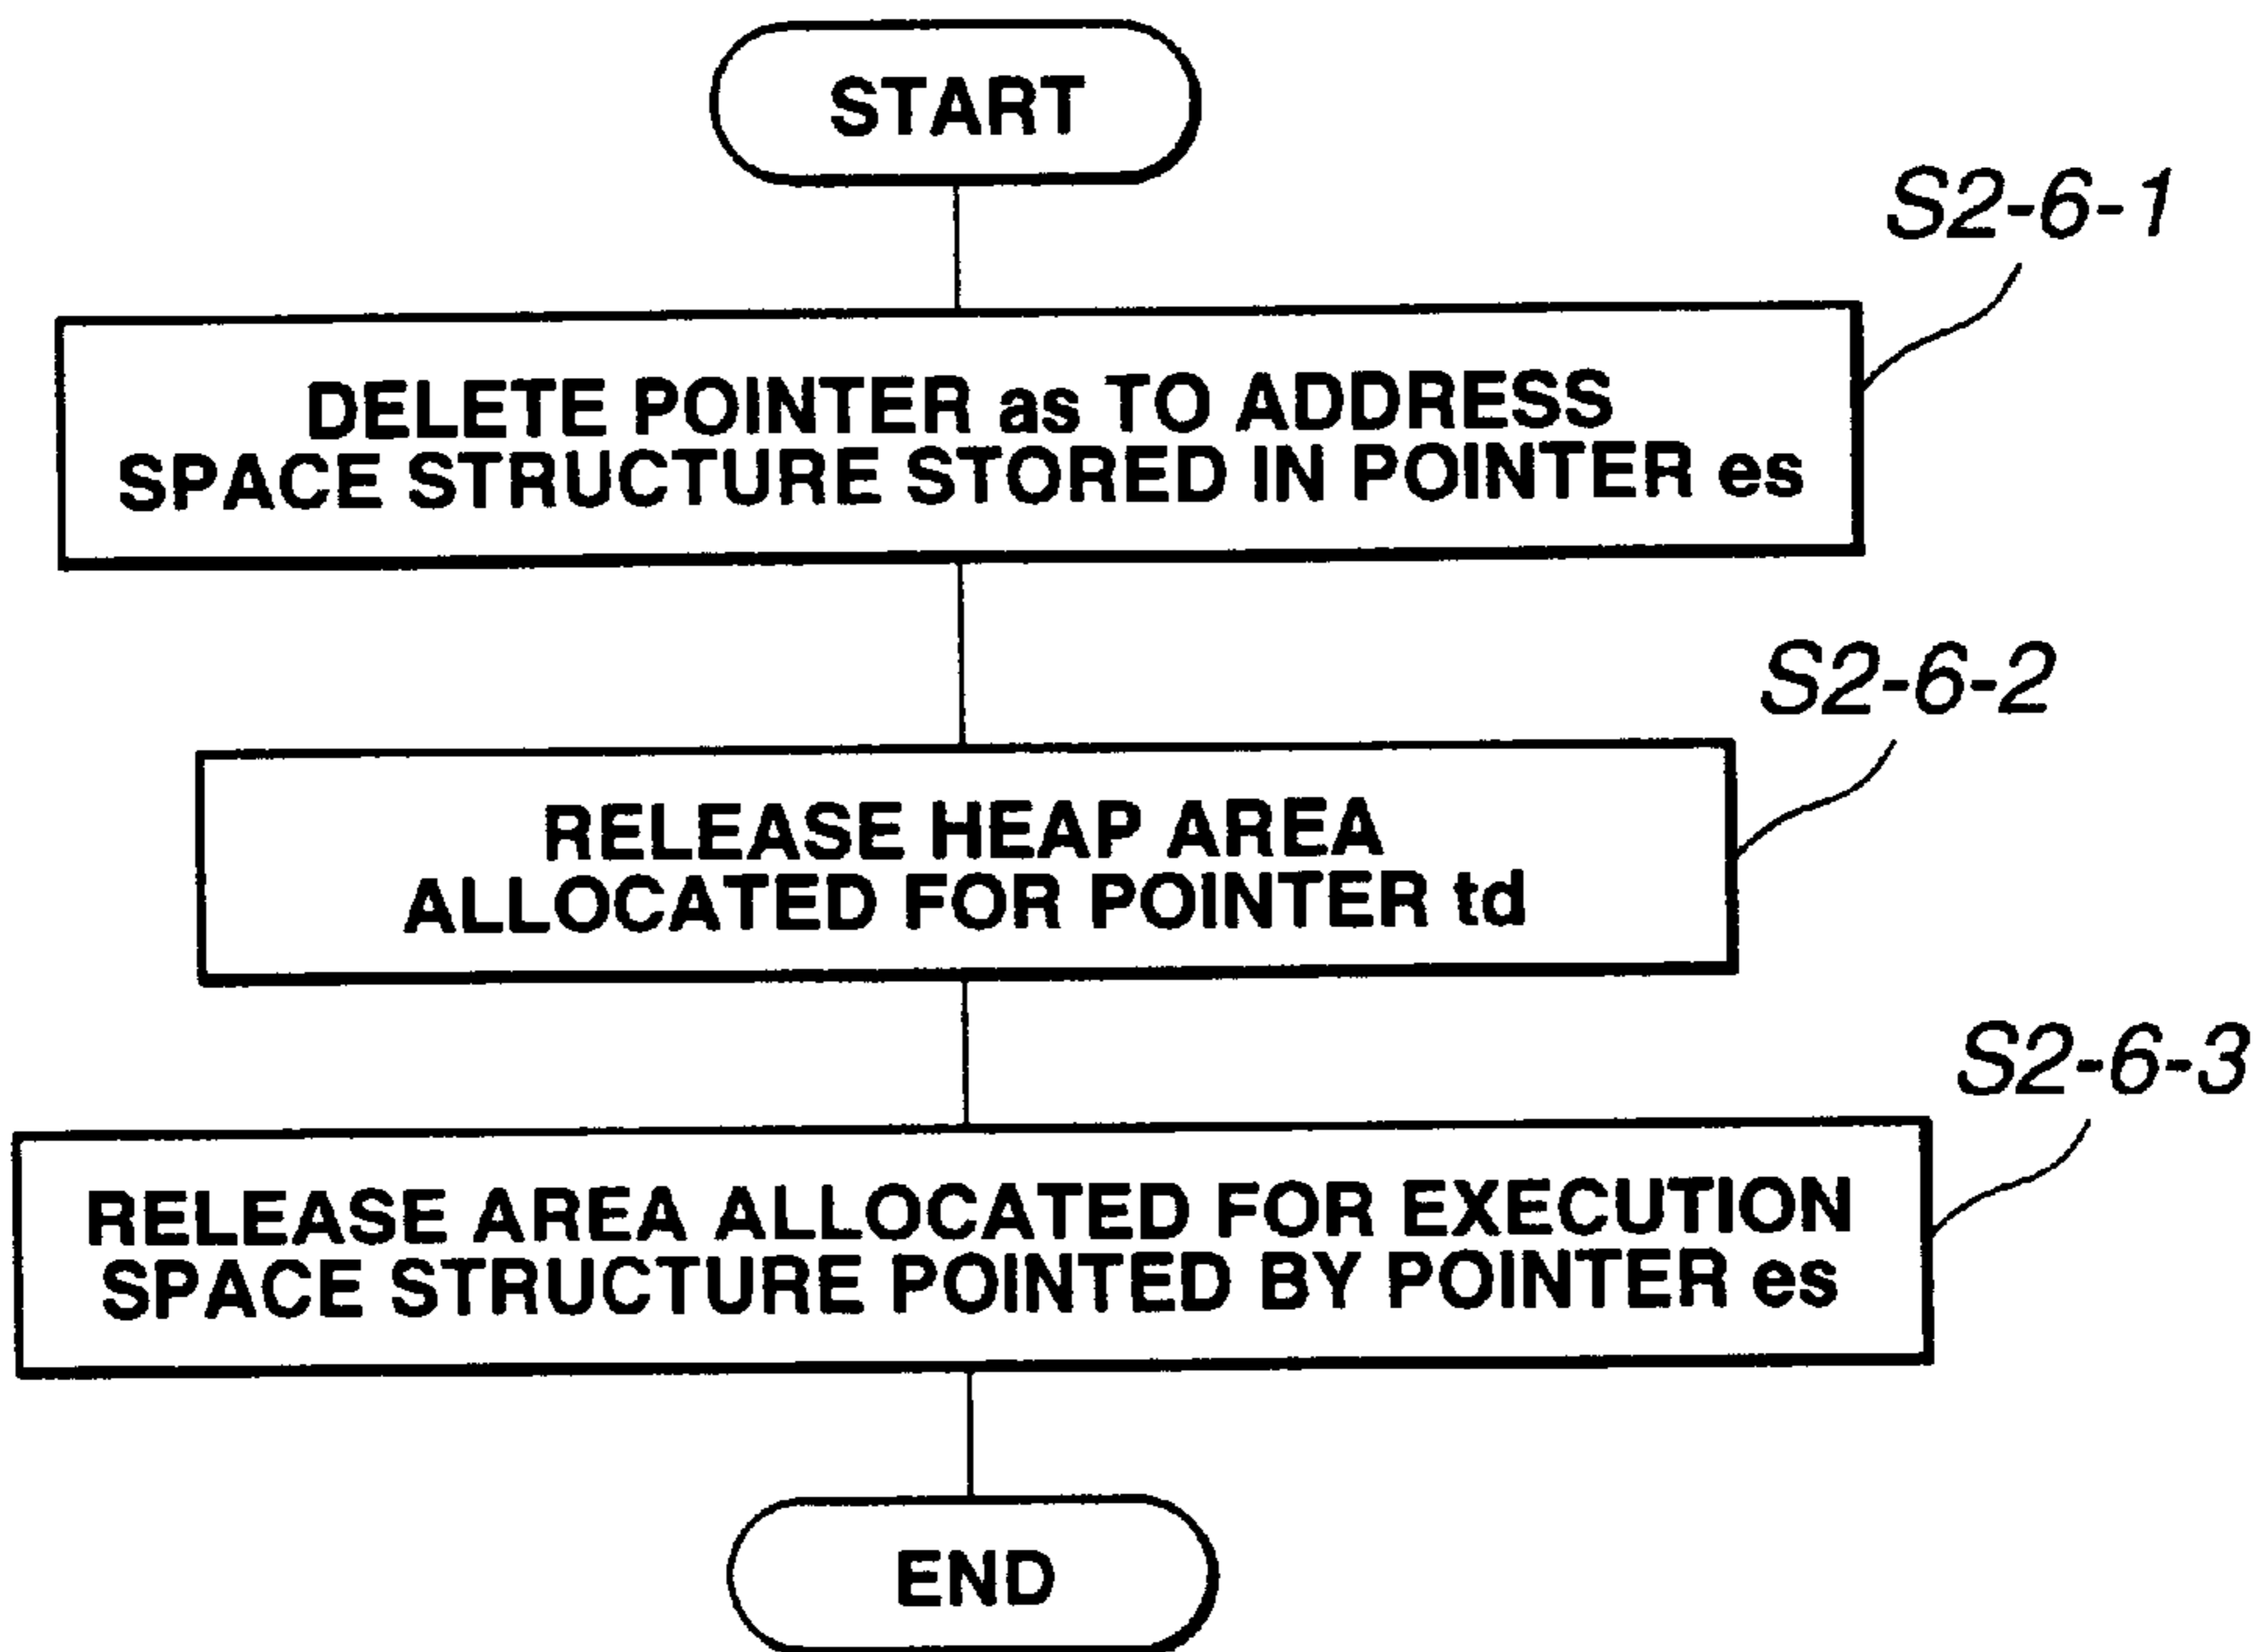 START
S2-6-1
DELETE POINTER as TO ADDRESS
SPACE STRUCTURE STORED IN POINTER es
S2-6-2
RELEASE HEAP AREA
ALLOCATED FOR POINTER td
S2-6-3
RELEASE AREA ALLOCATED FOR EXECUTION
SPACE STRUCTURE POINTED BY POINTER es
END